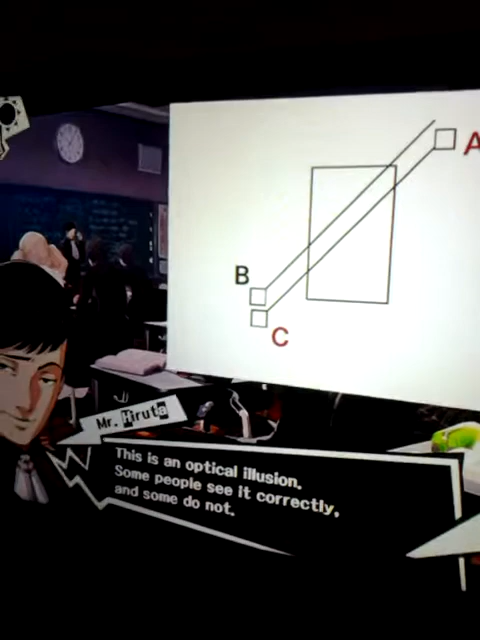 A
B
C
Mr. Hiruta
This is an optical illusion.
Some people see it correctly,
and some do not.